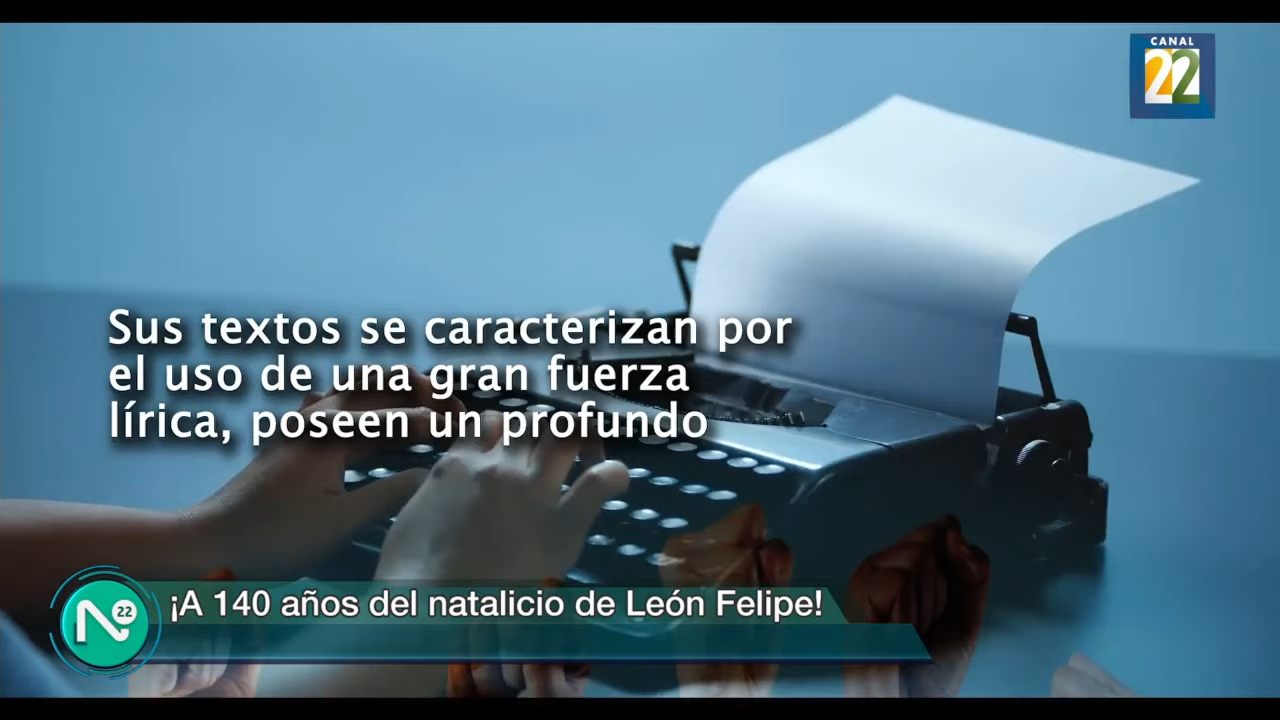 CANAL
22
Sus textos se caracterizan por
el uso de una gran fuerza
lírica, poseen un profundo
N22
¡A 140 años del natalicio de León Felipe!